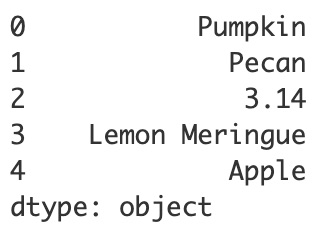 0 Pumpkin
1 Pecan
2 3.14
3 Lemon Meringue
4 Apple
dtype: object